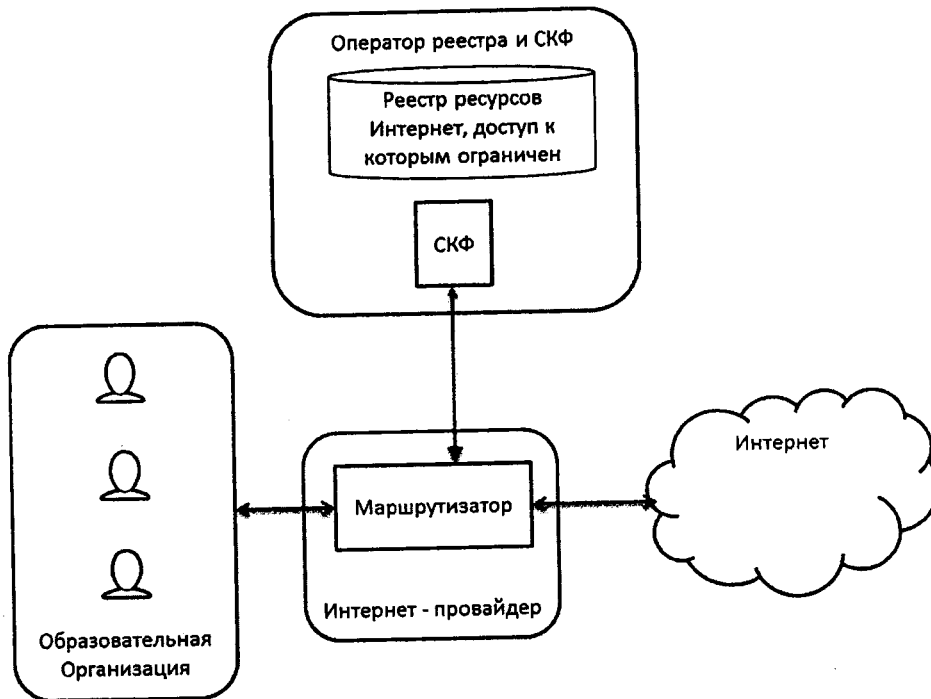 Оператор реестра и СКФ
Реестр ресурсов
Интернет, доступ к
которым ограничен
СКФ
Интернет
Маршрутизатор
Интернет - провайдер
Образовательная
Организация